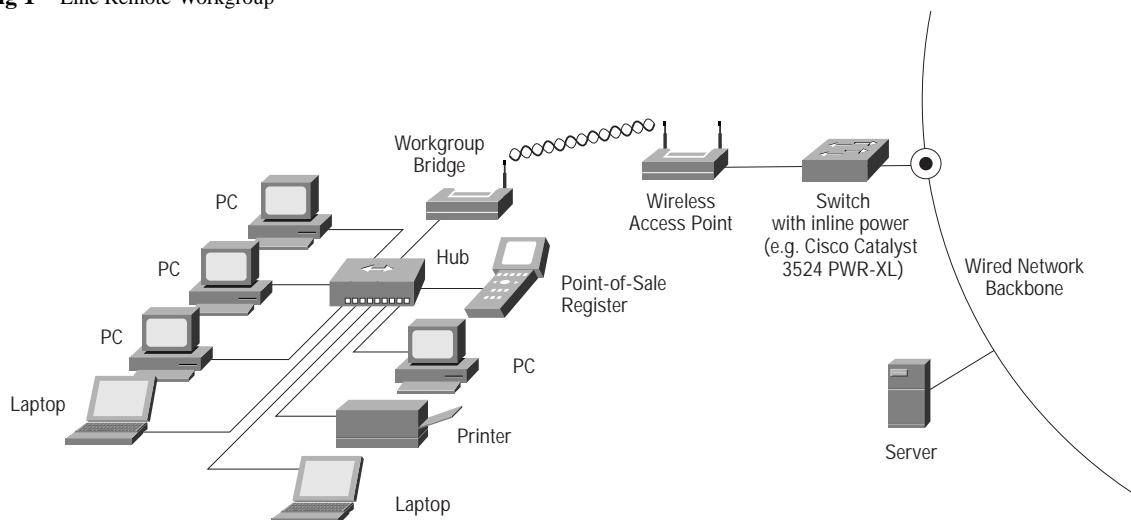 Line Remote Workgroup
Workgroup
Bridge
PC
Hub
PC
Point-of-Sale
Register
PC
PC
Laptop
Printer
Laptop
Wireless
Access Point
Switch
with inline power
(e.g. Cisco Catalyst
3524 PWR-XL)
Wired Network
Backbone
Server